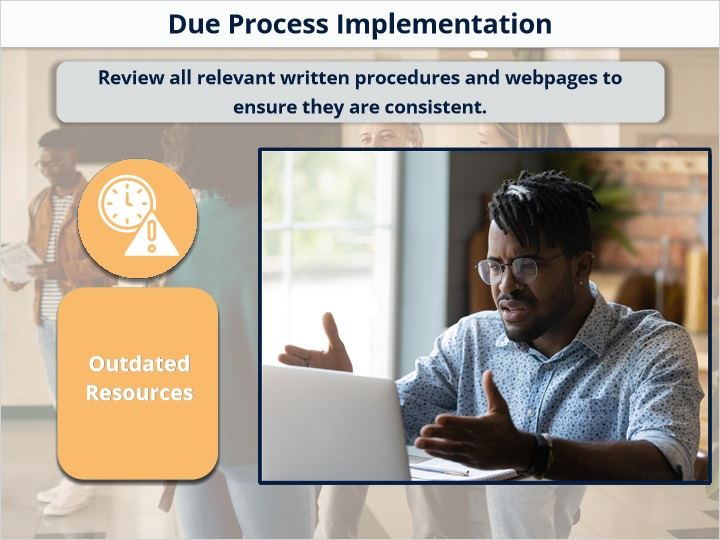 Due Process Implementation
Review all relevant written procedures and webpages to
ensure they are consistent.
Outdated
Resources